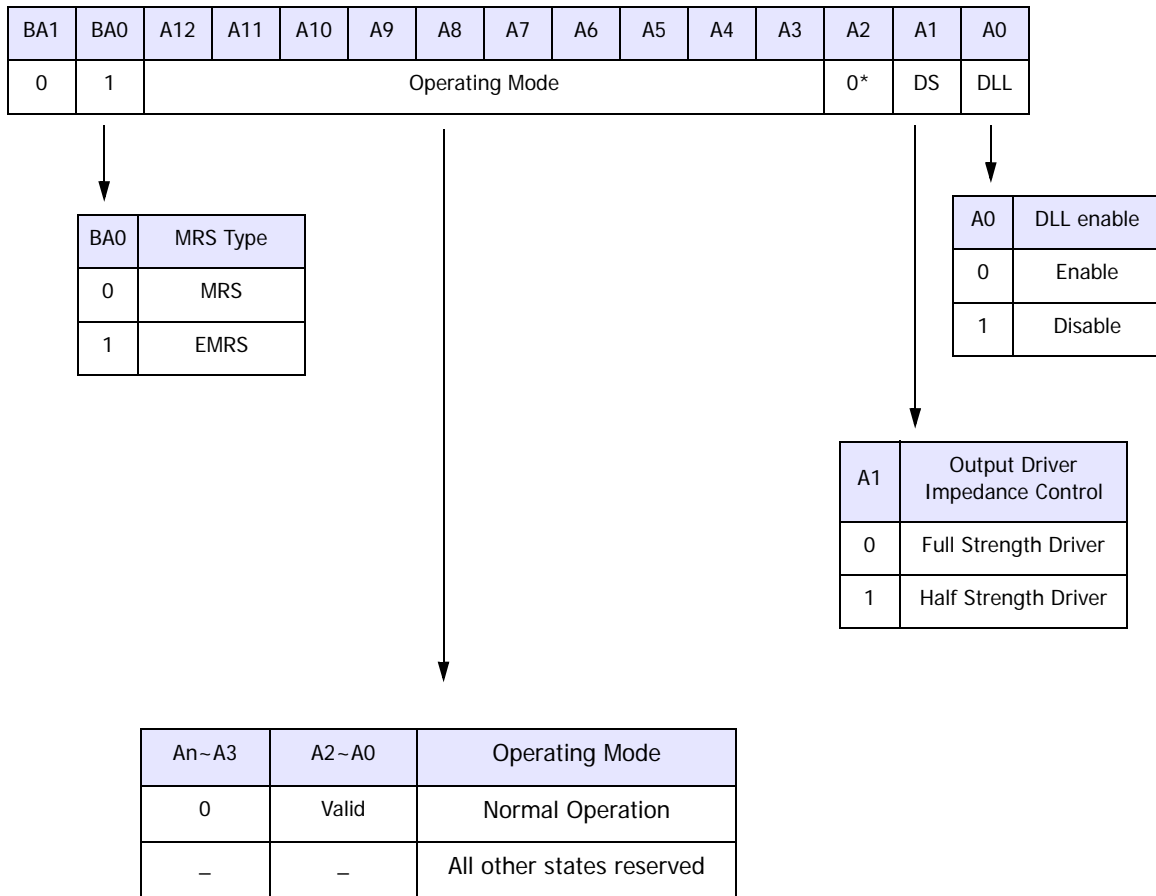 BA1 BA0 A12 A11 A10 A9 A8 A7 A6 A5 A4 A3 A2 A1 A0
0 1 Operating Mode 0* DS DLL
BA0 MRS Type
0 MRS
1 EMRS
A0 DLL enable
0 Enable
1 Disable
A1 Output Driver
Impedance Control
0 Full Strength Driver
1 Half Strength Driver
An~A3 A2~A0 Operating Mode
0 Valid Normal Operation
_ _ All other states reserved